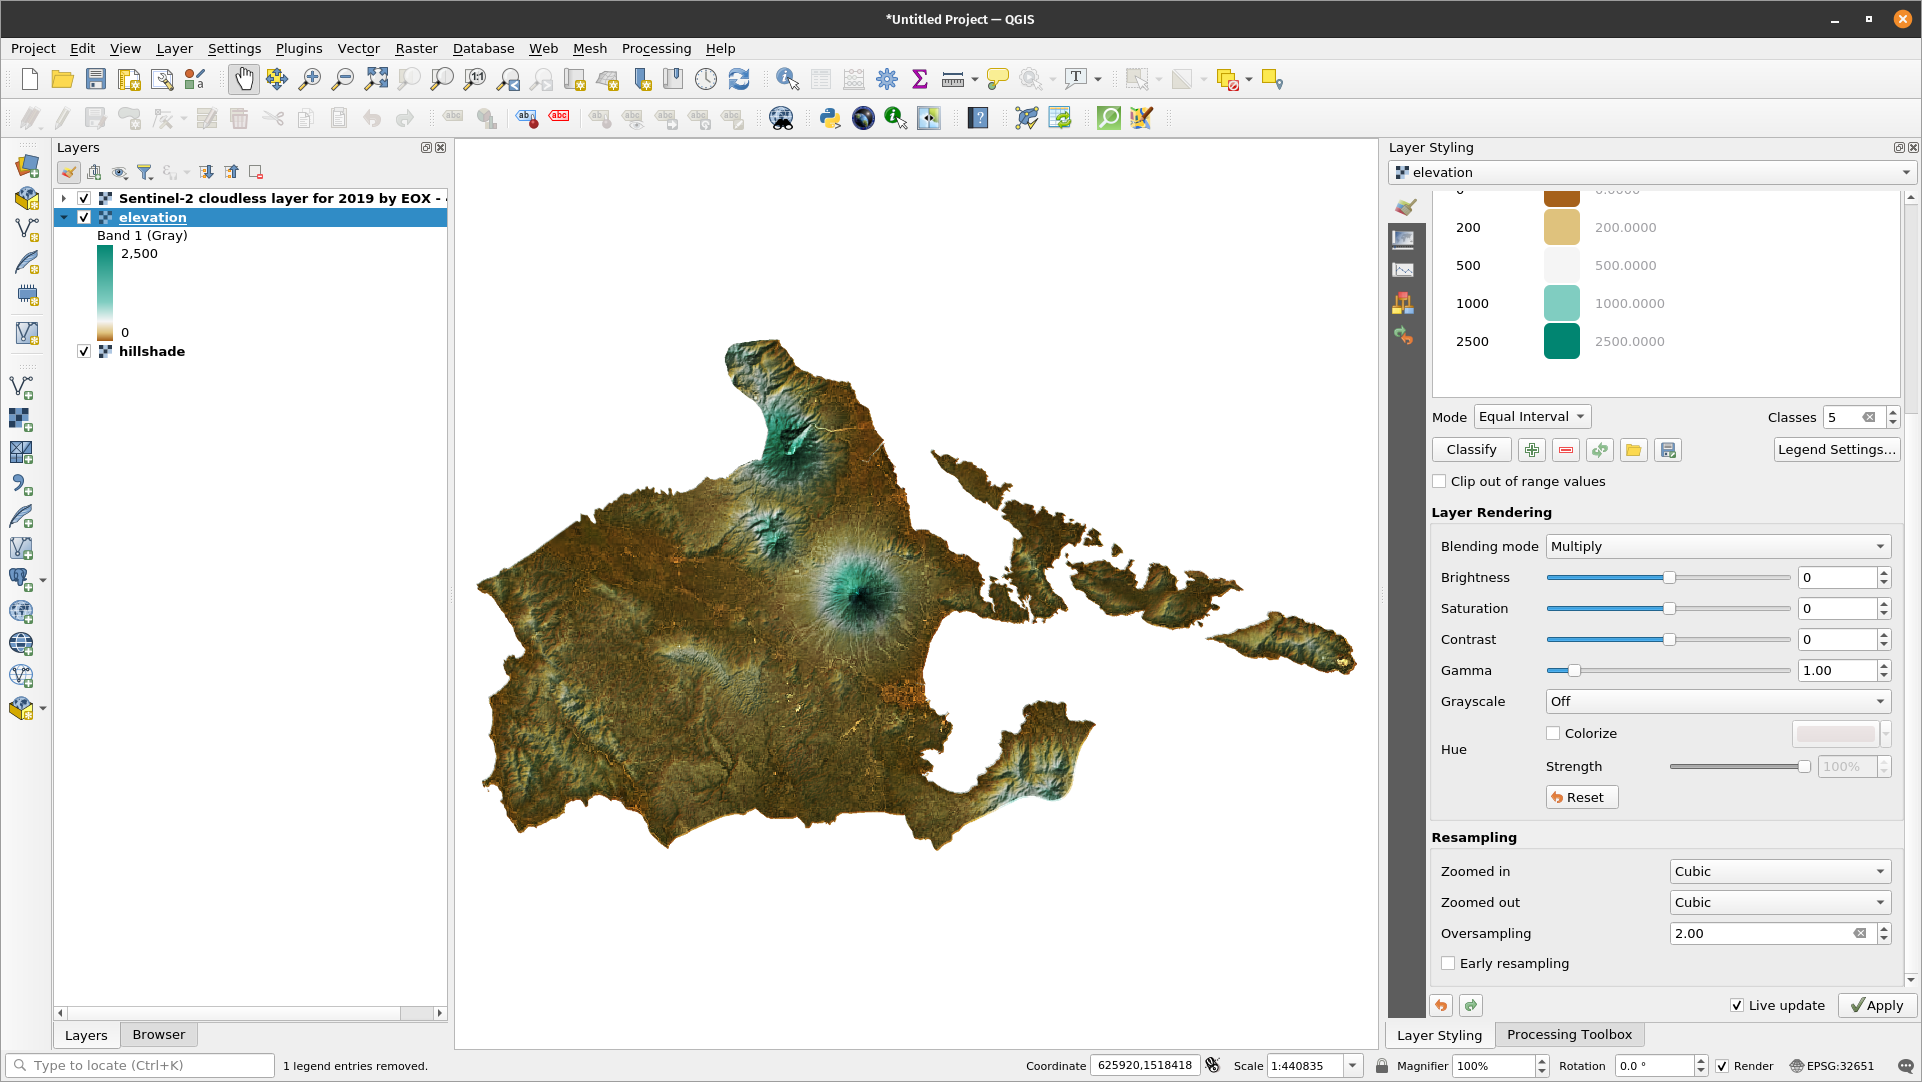 *Untitled Project — QGIS
Project Edit View Layer Settings Plugins Vector Raster Database Web Mesh Processing Help
Layers
Sentinel-2 cloudless layer for 2019 by EOX -
elevation
Band 1 (Gray)
2,500
0
hillshade
Layers Browser
Layer Styling
elevation
0 0.0000
200 200.0000
500 500.0000
1000 1000.0000
2500 2500.0000
Mode Equal Interval Classes 5
Classify Legend Settings...
Clip out of range values
Layer Rendering
Blending mode Multiply
Brightness 0
Saturation 0
Contrast 0
Gamma 1.00
Grayscale Off
Colorize
Hue
Strength 100%
Reset
Resampling
Zoomed in Cubic
Zoomed out Cubic
Oversampling 2.00
Early resampling
Live update Apply
Layer Styling Processing Toolbox
Type to locate (Ctrl+K) 1 legend entries removed. Coordinate 625920,1518418 Scale 1:440835 Magnifier 100% Rotation 0.0 ° Render EPSG:32651